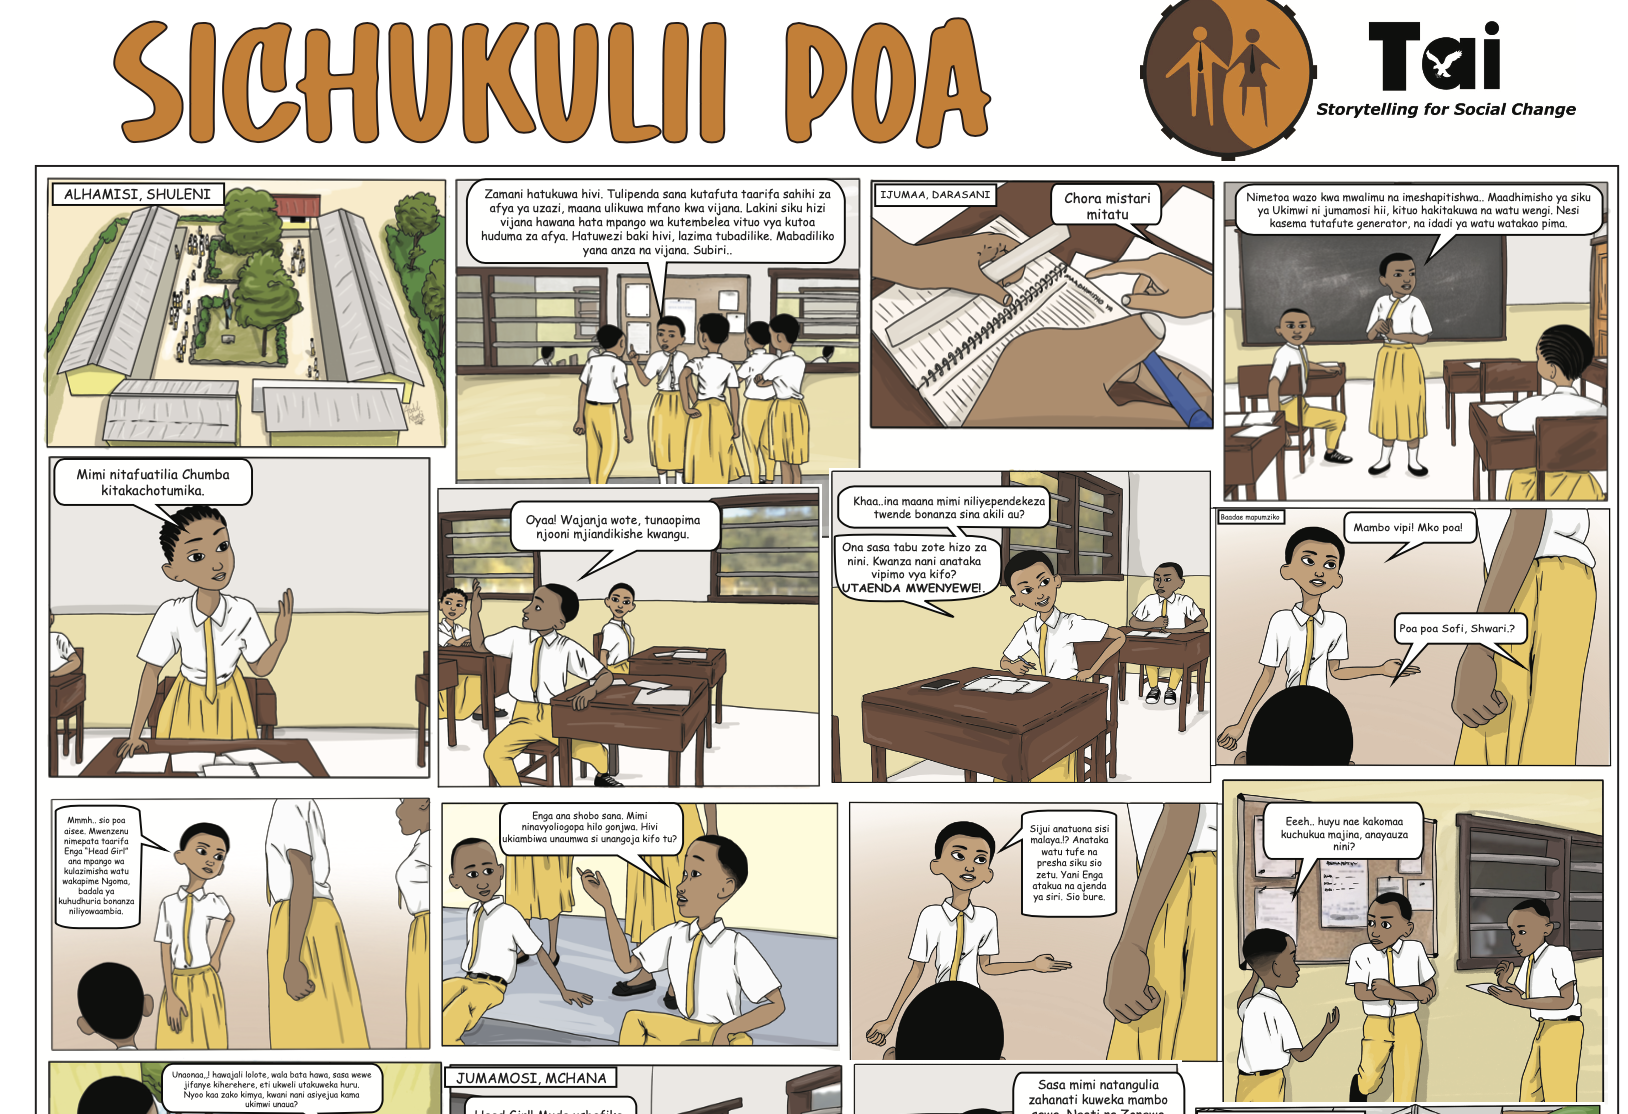 SICHUKULII POA
Tai
Storytelling for Social Change
ALHAMISI, SHULENI
Zamani hatukuwa hivi. Tulipenda sana kutafuta taarifa sahihi za
afya ya uzazi, maana ulikuwa mfano kwa vijana. Lakini siku hizi
vijana hawana hata mpango wa kutembelea vituo vya kutoa
huduma za afya. Hatuwezi baki hivi, lazima tubadilike. Mabadiliko
yana anza na vijana. Subiri..
IJUMAA, DARASANI
Chora mistari
mitatu
MAADHIMISHO YA
Nimetoa wazo kwa mwalimu na imeshapitishwa.. Maadhimisho ya siku
ya Ukimwi ni jumamosi hii, kituo hakitakuwa na watu wengi. Nesi
kasema tutafute generator, na idadi ya watu watakao pima.
Mimi nitafuatilia Chumba
kitakachotumika.
Oyaa! Wajanja wote, tunaopima
njooni mjiandikishe kwangu.
Khaa..ina maana mimi niliyependekeza
twende bonanza sina akili au?
Ona sasa tabu zote hizo za
nini. Kwanza nani anataka
vipimo vya kifo?
UTAENDA MWENYEWE!.
Baadae mapumziko
Mambo vipi! Mko poa!
Poa poa Sofi, Shwari.?
Mmmh.. sio poa
aisee. Mwenzenu
nimepata taarifa
Enga "Head Girl"
ana mpango wa
kulazimisha watu
wakapime Ngoma,
badala ya
kuhudhuria bonanza
niliyowaambia.
Enga ana shobo sana. Mimi
ninavyoliogopa hilo gonjwa. Hivi
ukiambiwa unaumwa si unangoja kifo tu?
Sijui anatuona sisi
malaya.!? Anataka
watu tufe na
presha siku sio
zetu. Yani Enga
atakua na ajenda
ya siri. Sio bure.
Eeeh.. huyu nae kakomaa
kuchukua majina, anayauza
nini?
Unaonaa,,! hawajali lolote, wala bata hawa, sasa wewe
jifanye kiherehere, eti ukweli utakuweka huru.
Nyoo kaa zako kimya, kwani nani asiyejua kama
ukimwi unaua?
JUMAMOSI, MCHANA
Head Girl! Muda
Sasa mimi natangulia
zahanati kuweka mambo